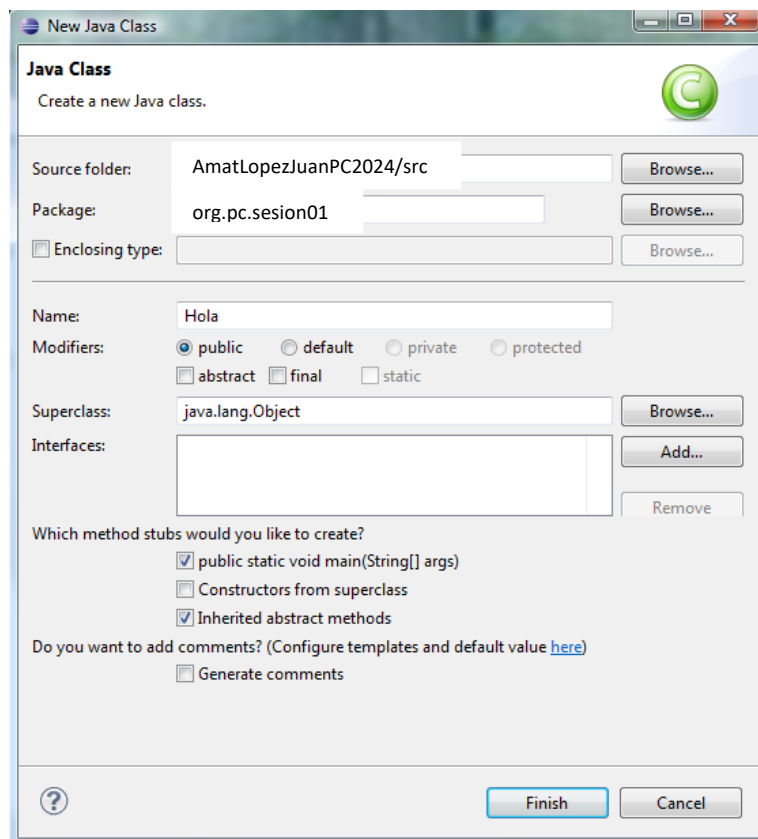 New Java Class
Java Class
Create a new Java class.
Source folder: AmatLopezJuanPC2024/src Browse...
Package: org.pc.sesion01 Browse...
Enclosing type: Browse...
Name: Hola
Modifiers: public default private protected
abstract final static
Superclass: java.lang.Object Browse...
Interfaces: Add...
Remove
Which method stubs would you like to create?
public static void main(String[] args)
Constructors from superclass
Inherited abstract methods
Do you want to add comments? (Configure templates and default value here)
Generate comments
? Finish Cancel